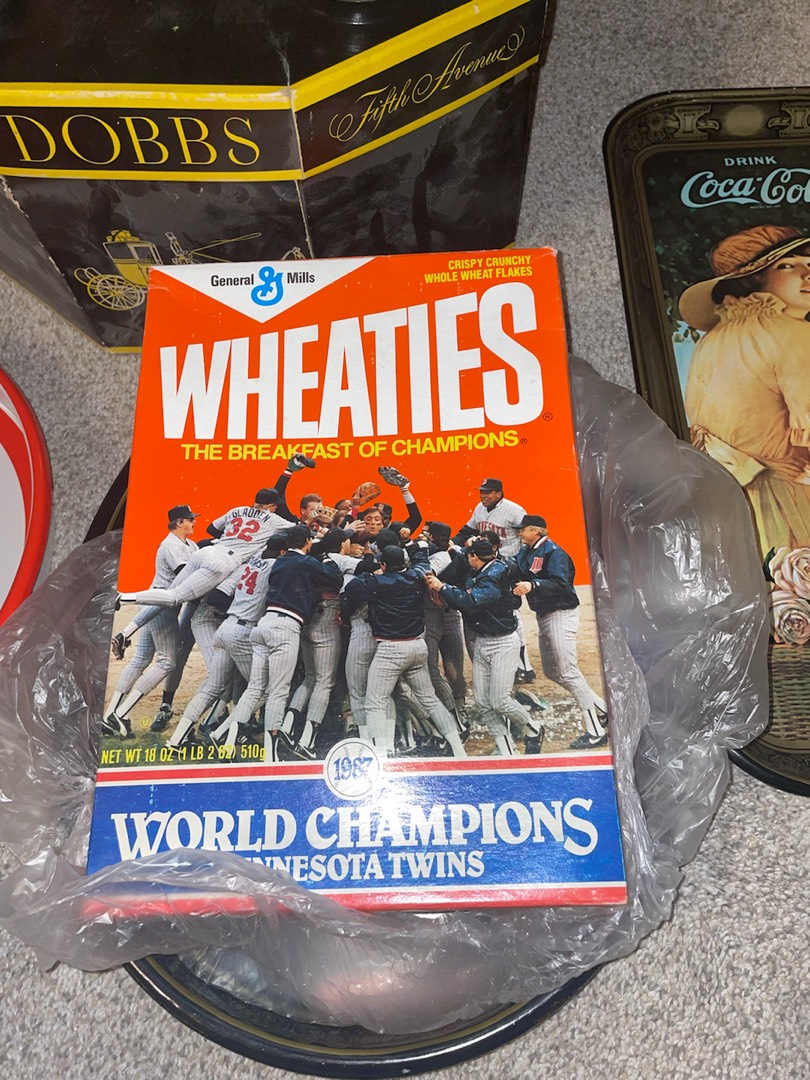 DOBBS
Fifth Avenue
DRINK
Coca-Col
General Mills
CRISPY CRUNCHY
WHOLE WHEAT FLAKES
WHEATIES®
THE BREAKFAST OF CHAMPIONS®
GLADDEN
32
24
NET WT 18 OZ (1 LB 2 OZ) 510g
1987
WORLD CHAMPIONS
NNESOTA TWINS